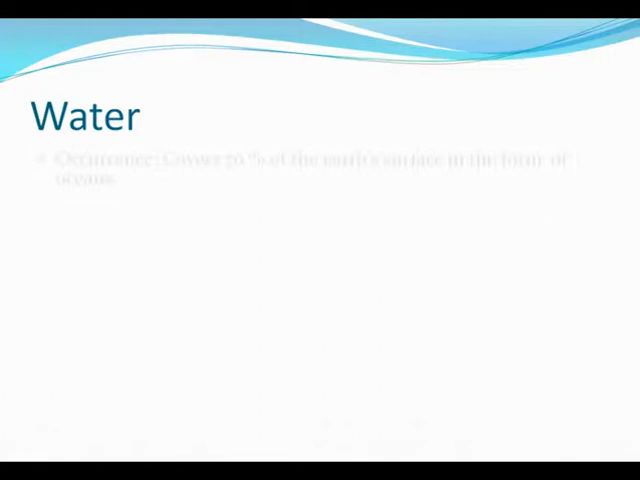 Water
• Occurrence: Covers 70 % of the earth's surface in the form of
oceans